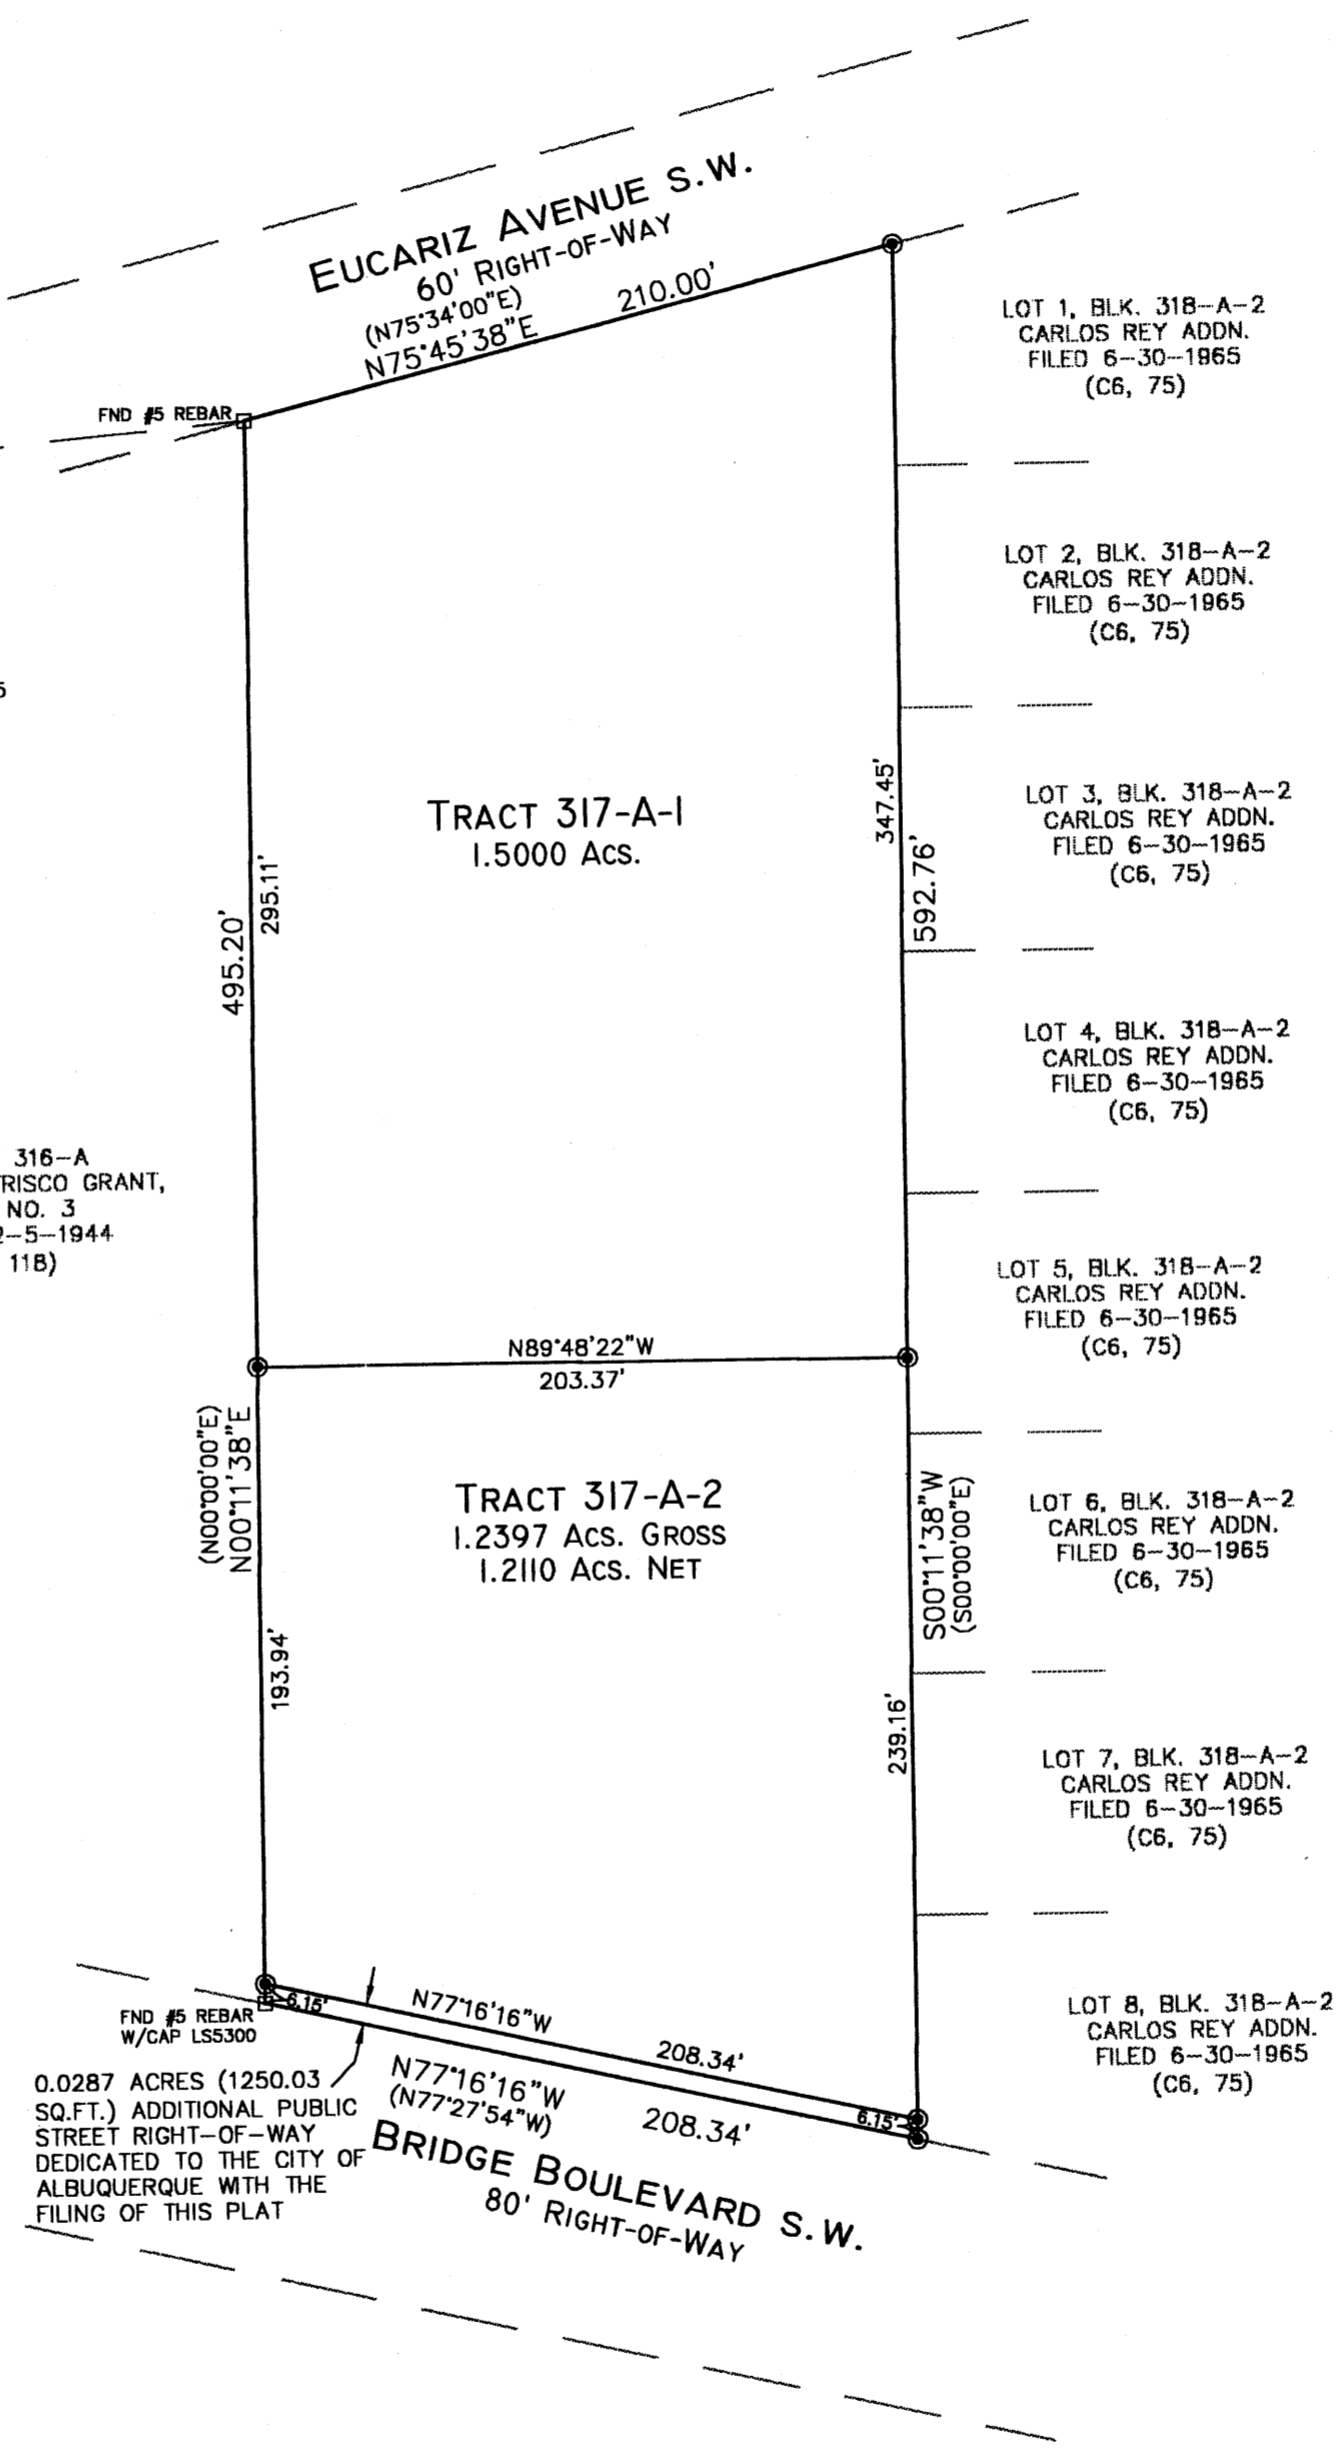 EUCARIZ AVENUE S.W.
60' RIGHT-OF-WAY
(N75°34'00"E)
N75°45'38"E
210.00'
FND #5 REBAR
LOT 1, BLK. 318-A-2
CARLOS REY ADDN.
FILED 6-30-1965
(C6, 75)
LOT 2, BLK. 318-A-2
CARLOS REY ADDN.
FILED 6-30-1965
(C6, 75)
5
347.45'
592.76'
LOT 3, BLK. 318-A-2
CARLOS REY ADDN.
FILED 6-30-1965
(C6, 75)
TRACT 317-A-1
1.5000 ACS.
295.11'
495.20'
LOT 4, BLK. 318-A-2
CARLOS REY ADDN.
FILED 6-30-1965
(C6, 75)
316-A
RISCO GRANT,
NO. 3
2-5-1944
118)
LOT 5, BLK. 318-A-2
CARLOS REY ADDN.
FILED 6-30-1965
(C6, 75)
N89°48'22"W
203.37'
(N00°00'00"E)
N00°11'38"E
TRACT 317-A-2
1.2397 ACS. GROSS
1.2110 ACS. NET
S00°11'38"W
(S00°00'00"E)
LOT 6, BLK. 318-A-2
CARLOS REY ADDN.
FILED 6-30-1965
(C6, 75)
193.94'
239.16'
LOT 7, BLK. 318-A-2
CARLOS REY ADDN.
FILED 6-30-1965
(C6, 75)
LOT 8, BLK. 318-A-2
CARLOS REY ADDN.
FILED 6-30-1965
(C6, 75)
6.15'
N77°16'16"W
208.34'
FND #5 REBAR
W/CAP LS5300
6.15'
N77°16'16"W
(N77°27'54"W)
208.34'
0.0287 ACRES (1250.03
SQ.FT.) ADDITIONAL PUBLIC
STREET RIGHT-OF-WAY
DEDICATED TO THE CITY OF
ALBUQUERQUE WITH THE
FILING OF THIS PLAT
BRIDGE BOULEVARD S.W.
80' RIGHT-OF-WAY